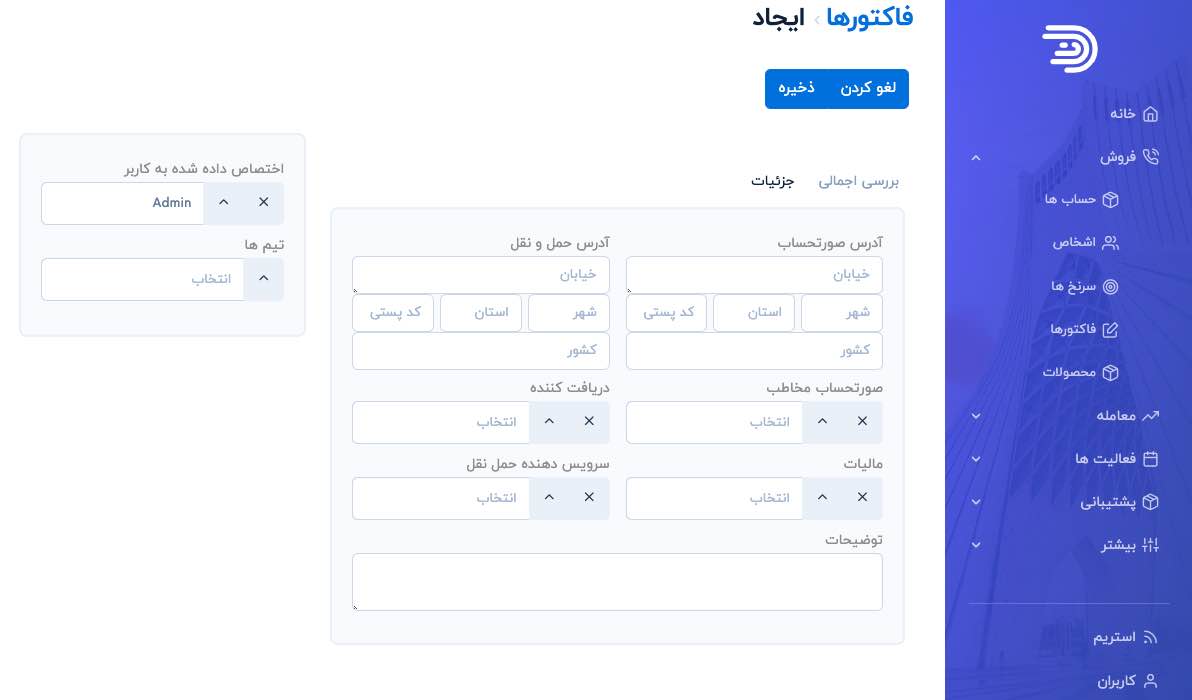 فاکتورها › ایجاد
لغو کردن ذخیره
خانه
فروش
حساب ها
اشخاص
سرنخ ها
فاکتورها
محصولات
معامله
فعالیت ها
پشتیبانی
بیشتر
استریم
کاربران
بررسی اجمالی جزئیات
آدرس صورتحساب آدرس حمل و نقل
خیابان خیابان
شهر استان کد پستی شهر استان کد پستی
کشور کشور
صورتحساب مخاطب دریافت کننده
انتخاب انتخاب
مالیات سرویس دهنده حمل نقل
انتخاب انتخاب
توضیحات
اختصاص داده شده به کاربر
Admin
تیم ها
انتخاب